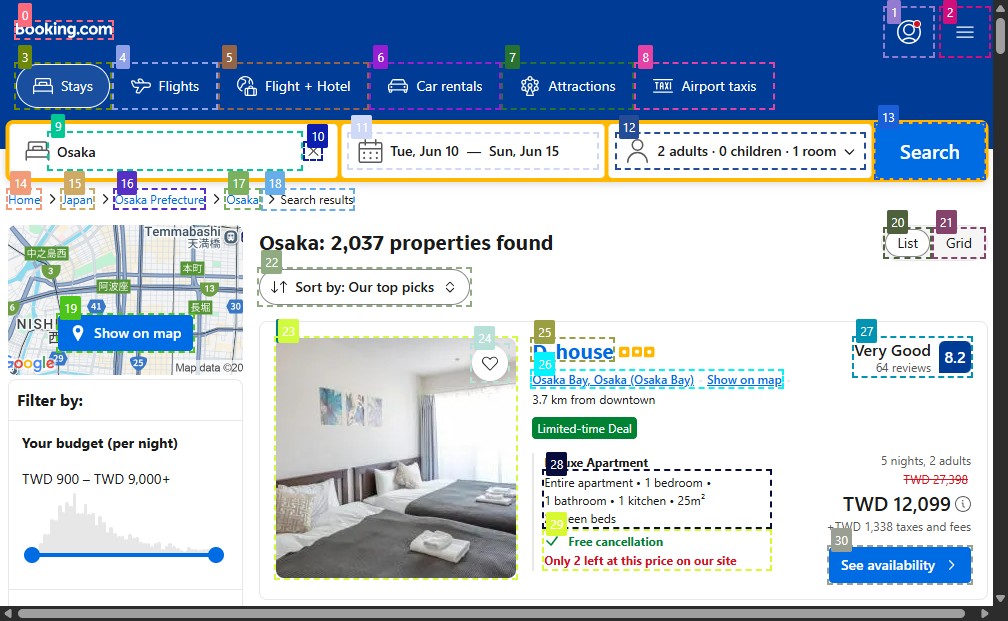 Booking.com
0
1
2
3
Stays
4
Flights
5
Flight + Hotel
6
Car rentals
7
Attractions
8
Airport taxis
9
Osaka
10
11
Tue, Jun 10 — Sun, Jun 15
12
2 adults · 0 children · 1 room
13
Search
14
Home
15
Japan
16
Osaka Prefecture
17
Osaka
18
Search results
Temmabashi
天満橋
中之島西
3
本町
13
阿波座
41
長堀
30
6
NISHI
西
19
Show on map
Google
29
25
Map data ©20
Osaka: 2,037 properties found
20
List
21
Grid
22
Sort by: Our top picks
Filter by:
Your budget (per night)
TWD 900 – TWD 9,000+
23
24
25
D-house
26
Osaka Bay, Osaka (Osaka Bay)
Show on map
3.7 km from downtown
Limited-time Deal
27
Very Good
64 reviews
8.2
28
Apartment
Entire apartment • 1 bedroom •
1 bathroom • 1 kitchen • 25m²
beds
29
Free cancellation
Only 2 left at this price on our site
5 nights, 2 adults
TWD 27,398
TWD 12,099
+TWD 1,338 taxes and fees
30
See availability